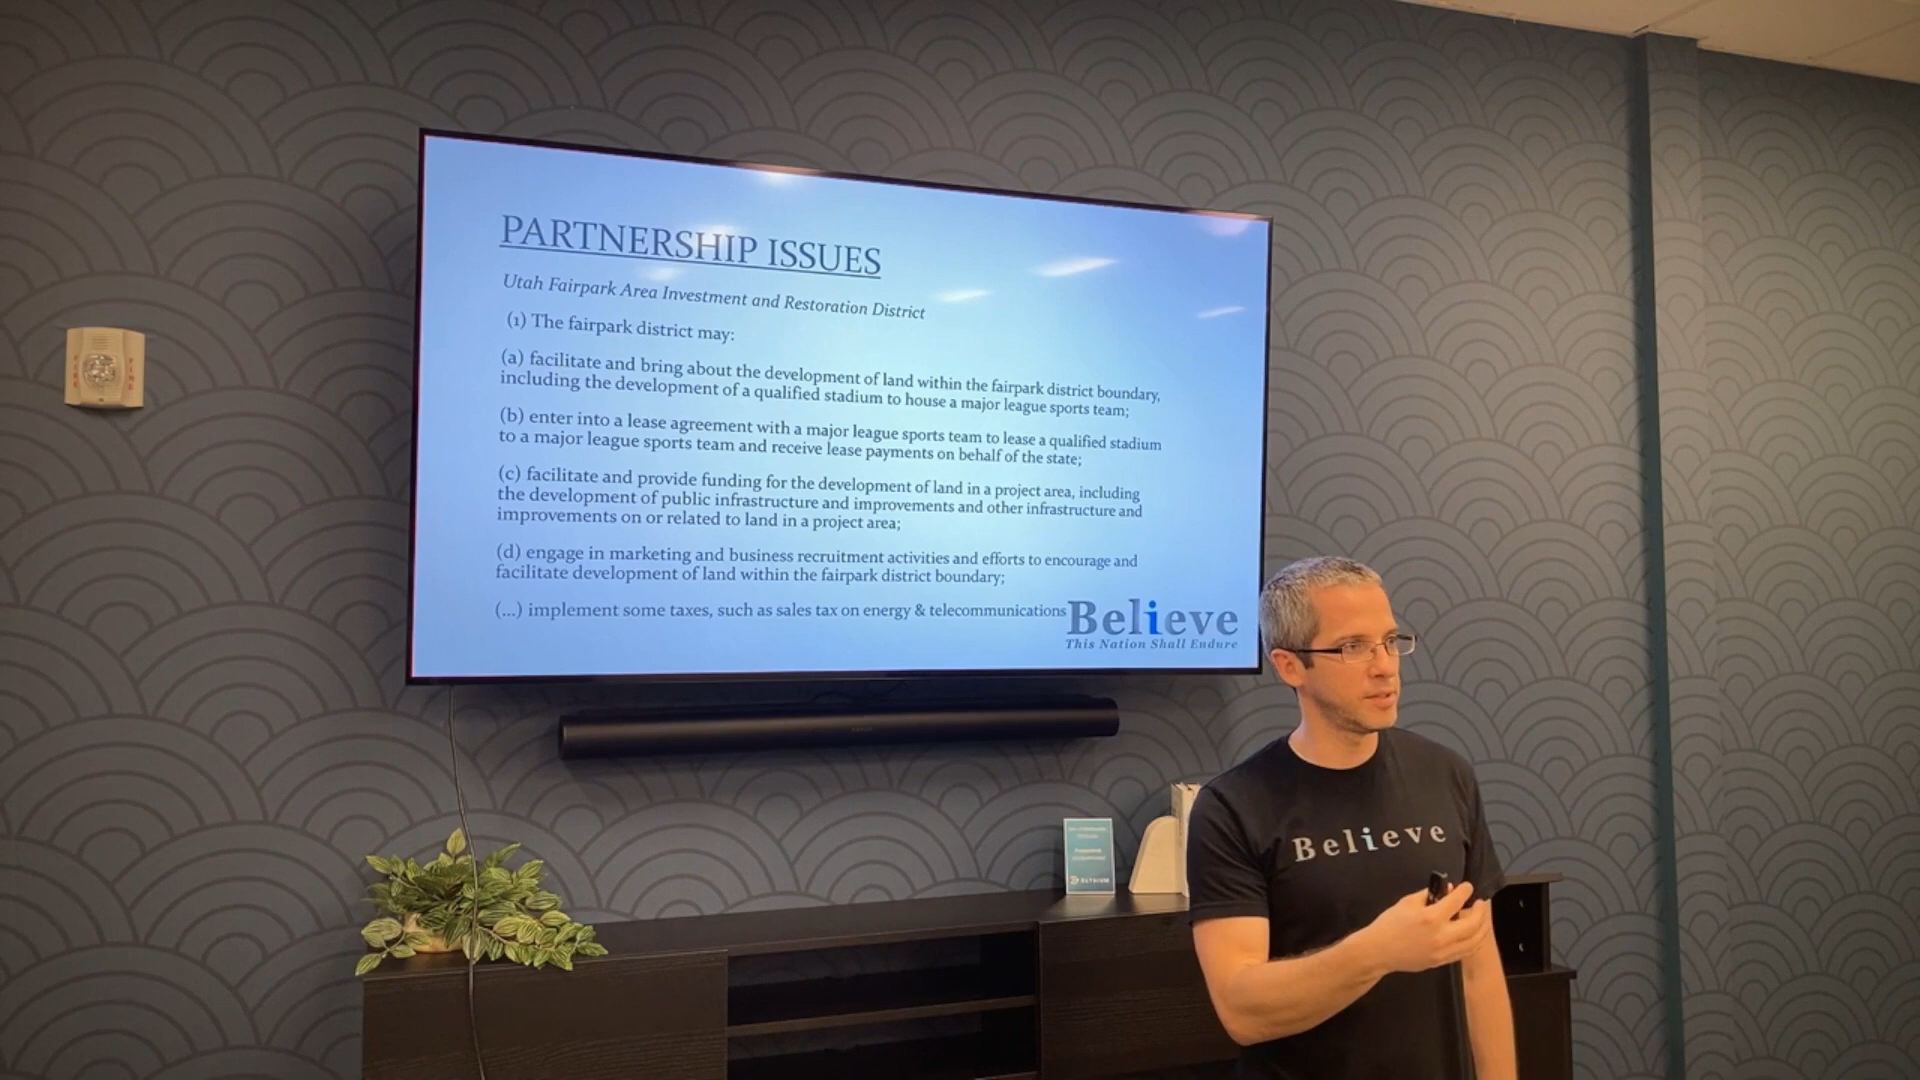 PARTNERSHIP ISSUES
Utah Fairpark Area Investment and Restoration District
(1) The fairpark district may:
(a) facilitate and bring about the development of land within the fairpark district boundary,
including the development of a qualified stadium to house a major league sports team;
(b) enter into a lease agreement with a major league sports team to lease a qualified stadium
to a major league sports team and receive lease payments on behalf of the state;
(c) facilitate and provide funding for the development of land in a project area, including
the development of public infrastructure and improvements and other infrastructure and
improvements on or related to land in a project area;
(d) engage in marketing and business recruitment activities and efforts to encourage and
facilitate development of land within the fairpark district boundary;
(...) implement some taxes, such as sales tax on energy & telecommunications
Believe
This Nation Shall Endure
Believe
FIRE
FIRE